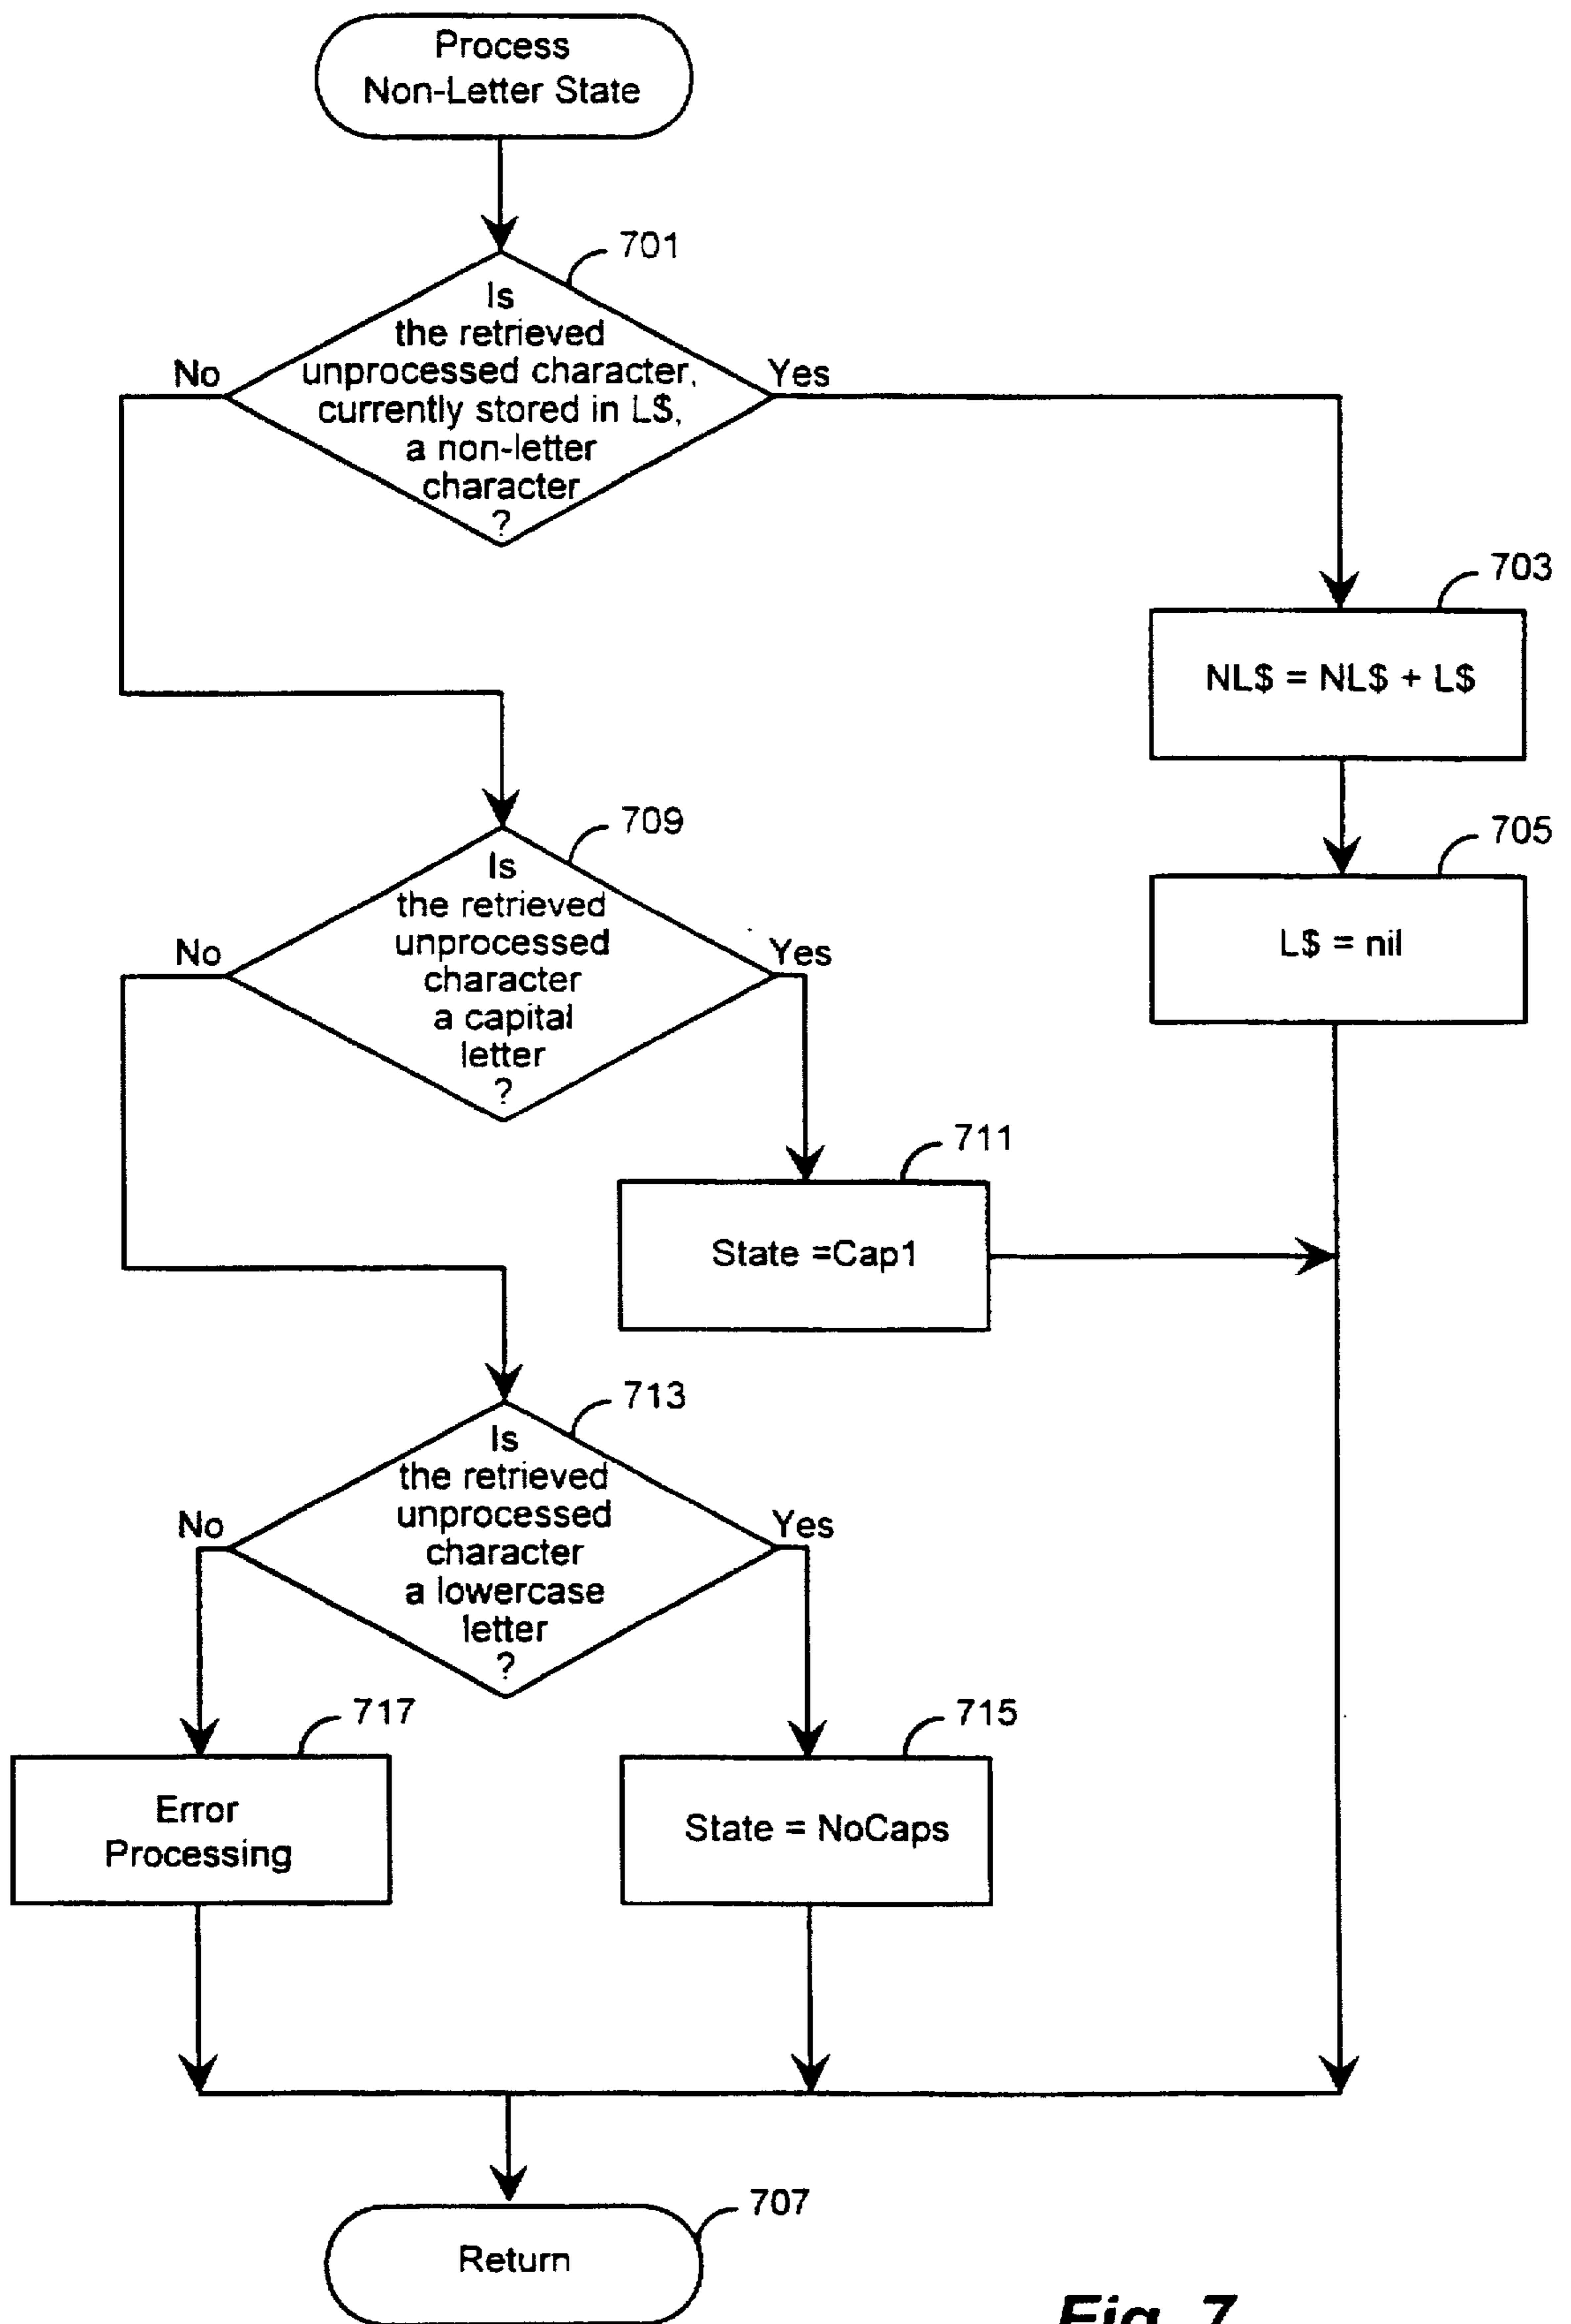 Process
Non-Letter State
701
Is
the retrieved
unprocessed character,
currently stored in L$,
a non-letter
character
?
No
Yes
703
NL$ = NL$ + L$
705
L$ = nil
709
Is
the retrieved
unprocessed
character
a capital
letter
?
No
Yes
711
State =Cap1
713
Is
the retrieved
unprocessed
character
a lowercase
letter
?
No
Yes
717
Error
Processing
715
State = NoCaps
707
Return
Fig. 7